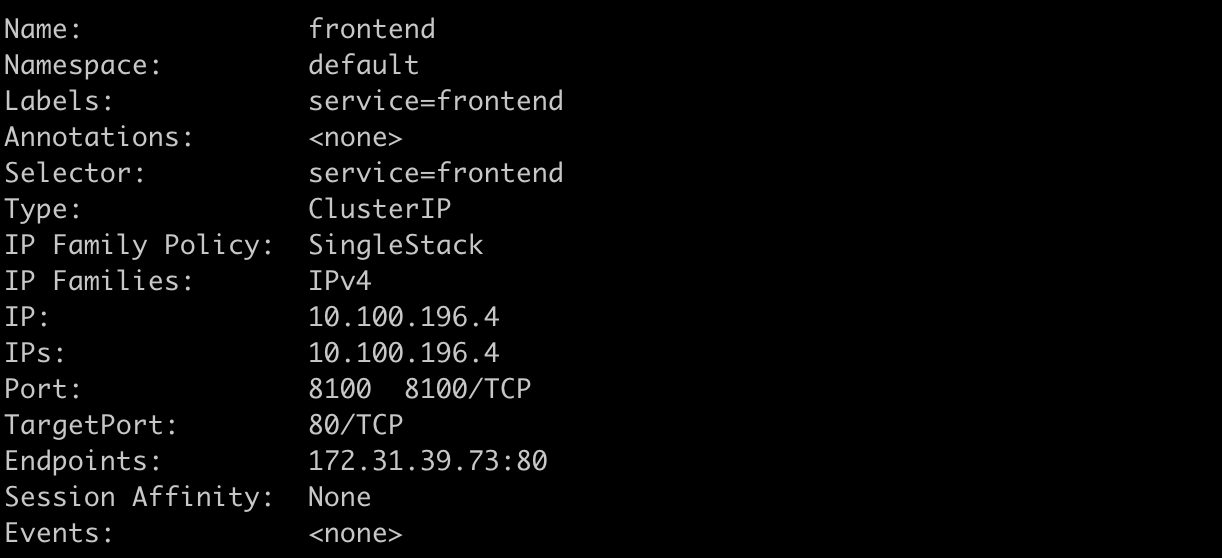 Name: frontend
Namespace: default
Labels: service=frontend
Annotations: <none>
Selector: service=frontend
Type: ClusterIP
IP Family Policy: SingleStack
IP Families: IPv4
IP: 10.100.196.4
IPs: 10.100.196.4
Port: 8100 8100/TCP
TargetPort: 80/TCP
Endpoints: 172.31.39.73:80
Session Affinity: None
Events: <none>